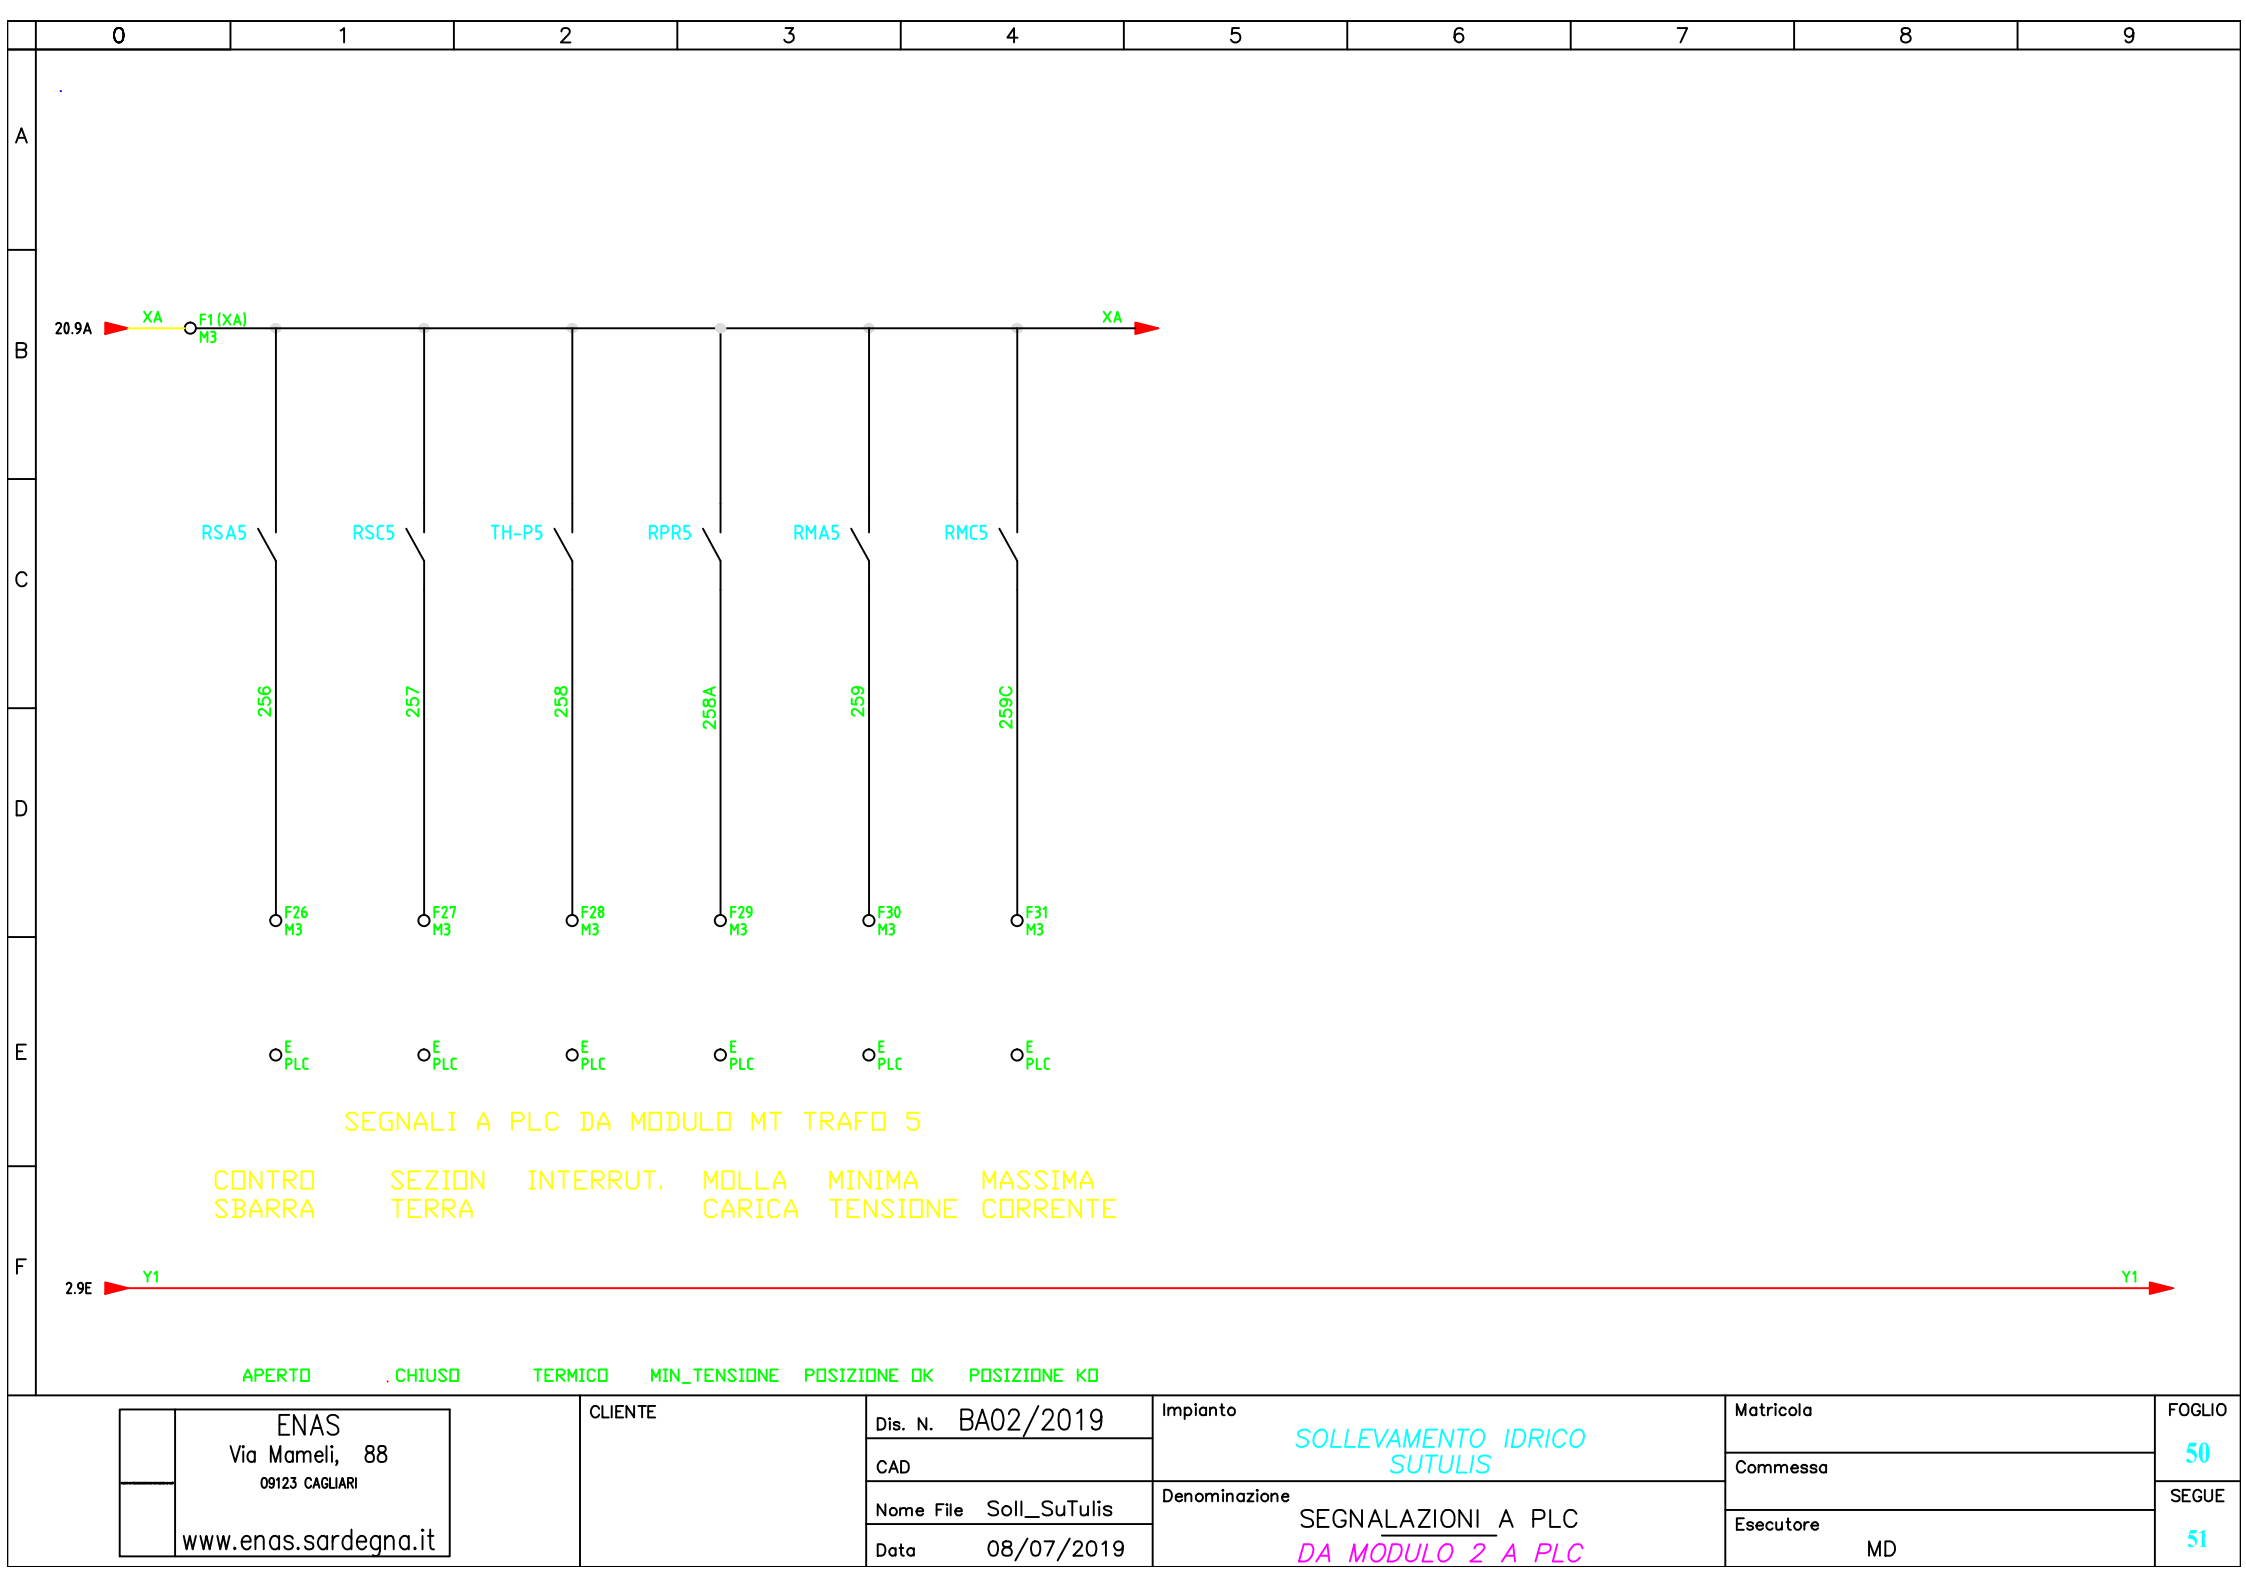 0 1 2 3 4 5 6 7 8 9
A
XA F1(XA) XA
20.9A
M3
B
RSA5 RSC5 TH-P5 RPR5 RMA5 RMC5
C
256 257 258 258A 259 259C
D
F26 F27 F28 F29 F30 F31
M3 M3 M3 M3 M3 M3
E
E E E E E E
PLC PLC PLC PLC PLC PLC
SEGNALI A PLC DA MODULO MT TRAFO 5
CONTRO SEZION INTERRUT. MOLLA MINIMA MASSIMA
SBARRA TERRA CARICA TENSIONE CORRENTE
F
Y1 Y1
2.9E
APERTO .CHIUSO TERMICO MIN_TENSIONE POSIZIONE OK POSIZIONE KO
ENAS
Via Mameli, 88
09123 CAGLIARI
www.enas.sardegna.it
CLIENTE
Dis. N. BA02/2019
CAD
Nome File Soll_SuTulis
Data 08/07/2019
Impianto
SOLLEVAMENTO IDRICO
SUTULIS
Denominazione
SEGNALAZIONI A PLC
DA MODULO 2 A PLC
Matricola
Commessa
Esecutore
MD
FOGLIO
50
SEGUE
51